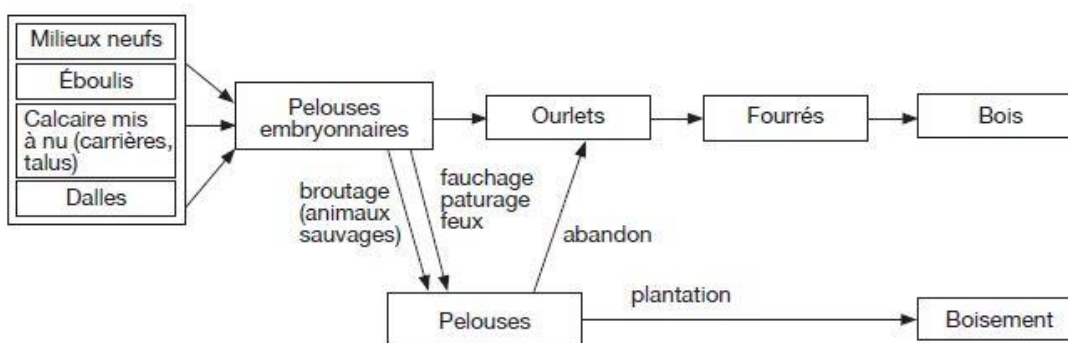 Milieux neufs
Éboulis
Calcaire mis
à nu (carrières,
talus)
Dalles
Pelouses
embryonnaires
Ourlets
Fourrés
Bois
broutage
(animaux
sauvages)
fauchage
paturage
feux
abandon
Pelouses
plantation
Boisement